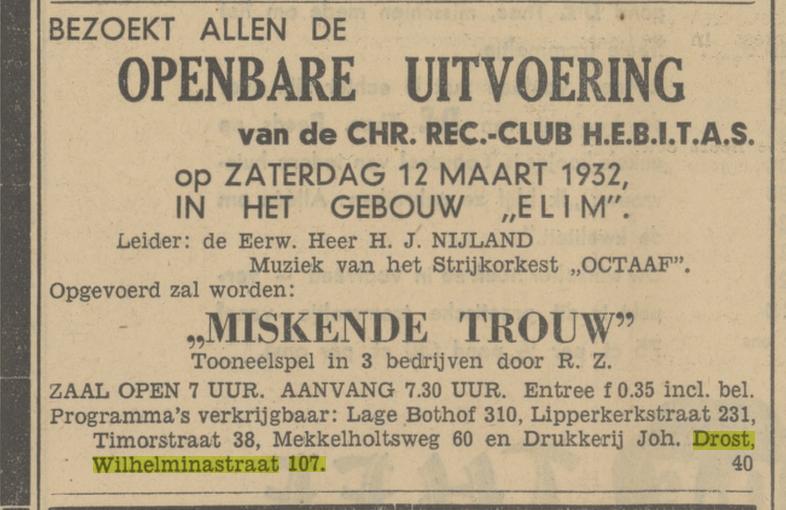 BEZOEKT ALLEN DE
OPENBARE UITVOERING
van de CHR. REC.-CLUB H.E.B.I.T.A.S.
op ZATERDAG 12 MAART 1932,
IN HET GEBOUW „ELIM”.
Leider: de Eerw. Heer H. J. NIJLAND
Muziek van het Strijkorkest „OCTAAF”.
Opgevoerd zal worden:
„MISKENDE TROUW”
Tooneelspel in 3 bedrijven door R. Z.
ZAAL OPEN 7 UUR. AANVANG 7.30 UUR. Entree f 0.35 incl. bel.
Programma's verkrijgbaar: Lage Bothof 310, Lipperkerkstraat 231,
Timorstraat 38, Mekkelholtsweg 60 en Drukkerij Joh. Drost,
Wilhelminastraat 107. 40